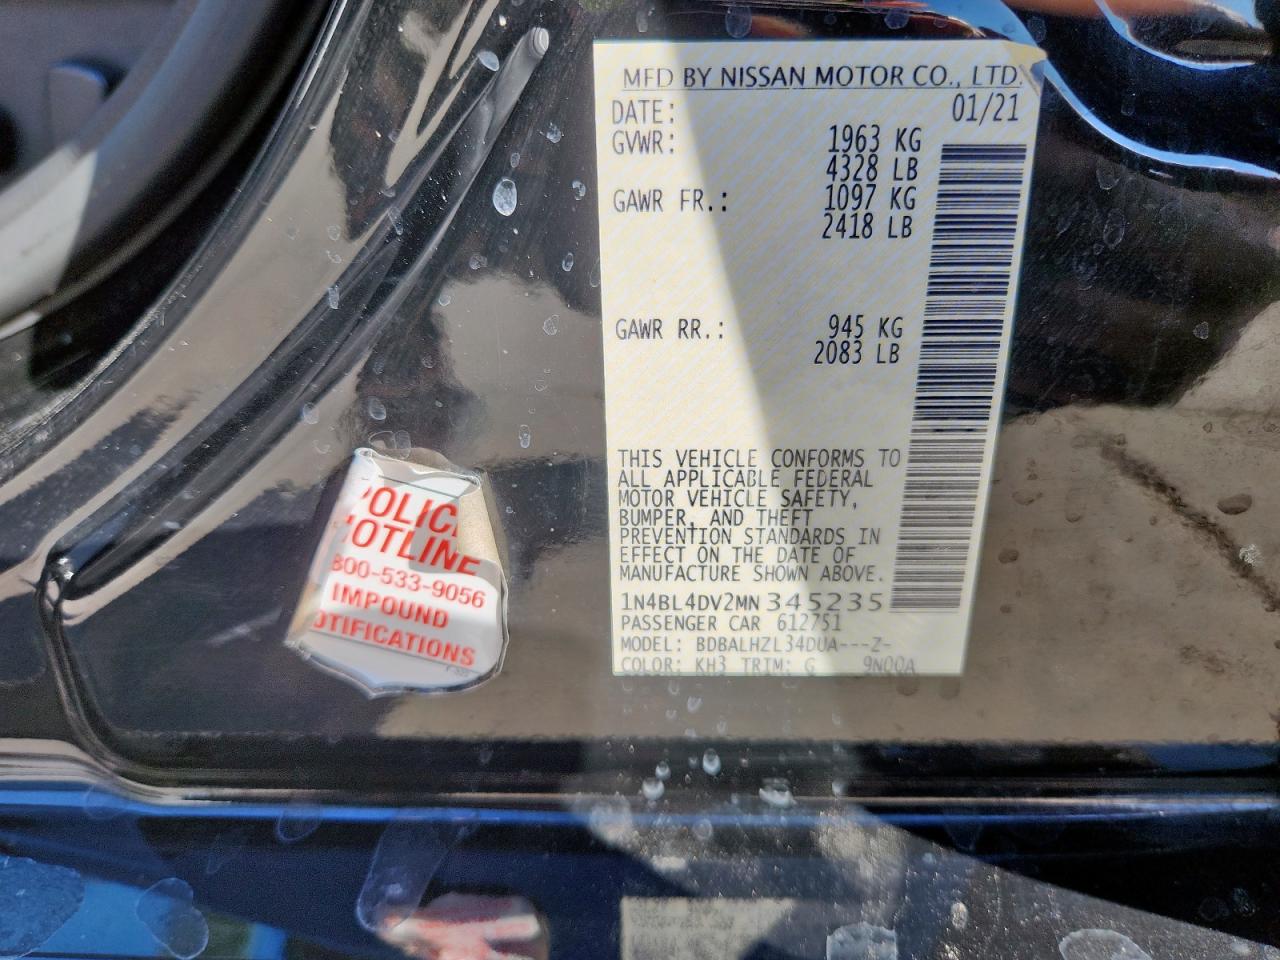 MFD BY NISSAN MOTOR CO., LTD.
DATE: 01/21
GVWR: 1963 KG
4328 LB
GAWR FR.: 1097 KG
2418 LB
GAWR RR.: 945 KG
2083 LB
THIS VEHICLE CONFORMS TO
ALL APPLICABLE FEDERAL
MOTOR VEHICLE SAFETY,
BUMPER, AND THEFT
PREVENTION STANDARDS IN
EFFECT ON THE DATE OF
MANUFACTURE SHOWN ABOVE.
1N4BL4DV2MN345235
PASSENGER CAR 612751
MODEL: BDBALHZL34DUA---Z-
COLOR: KH3 TRIM: G 9N00A
POLICE
HOTLINE
800-533-9056
IMPOUND
OTIFICATIONS